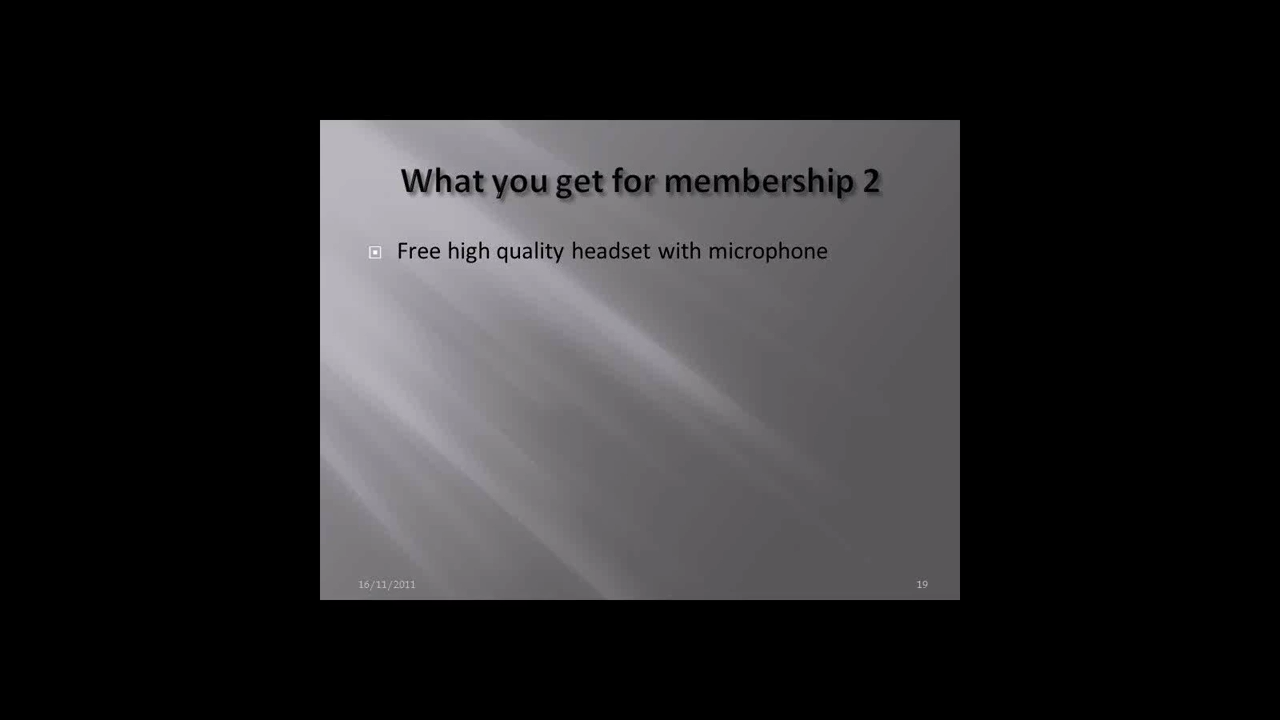 What you get for membership 2
Free high quality headset with microphone
16/11/2011
19